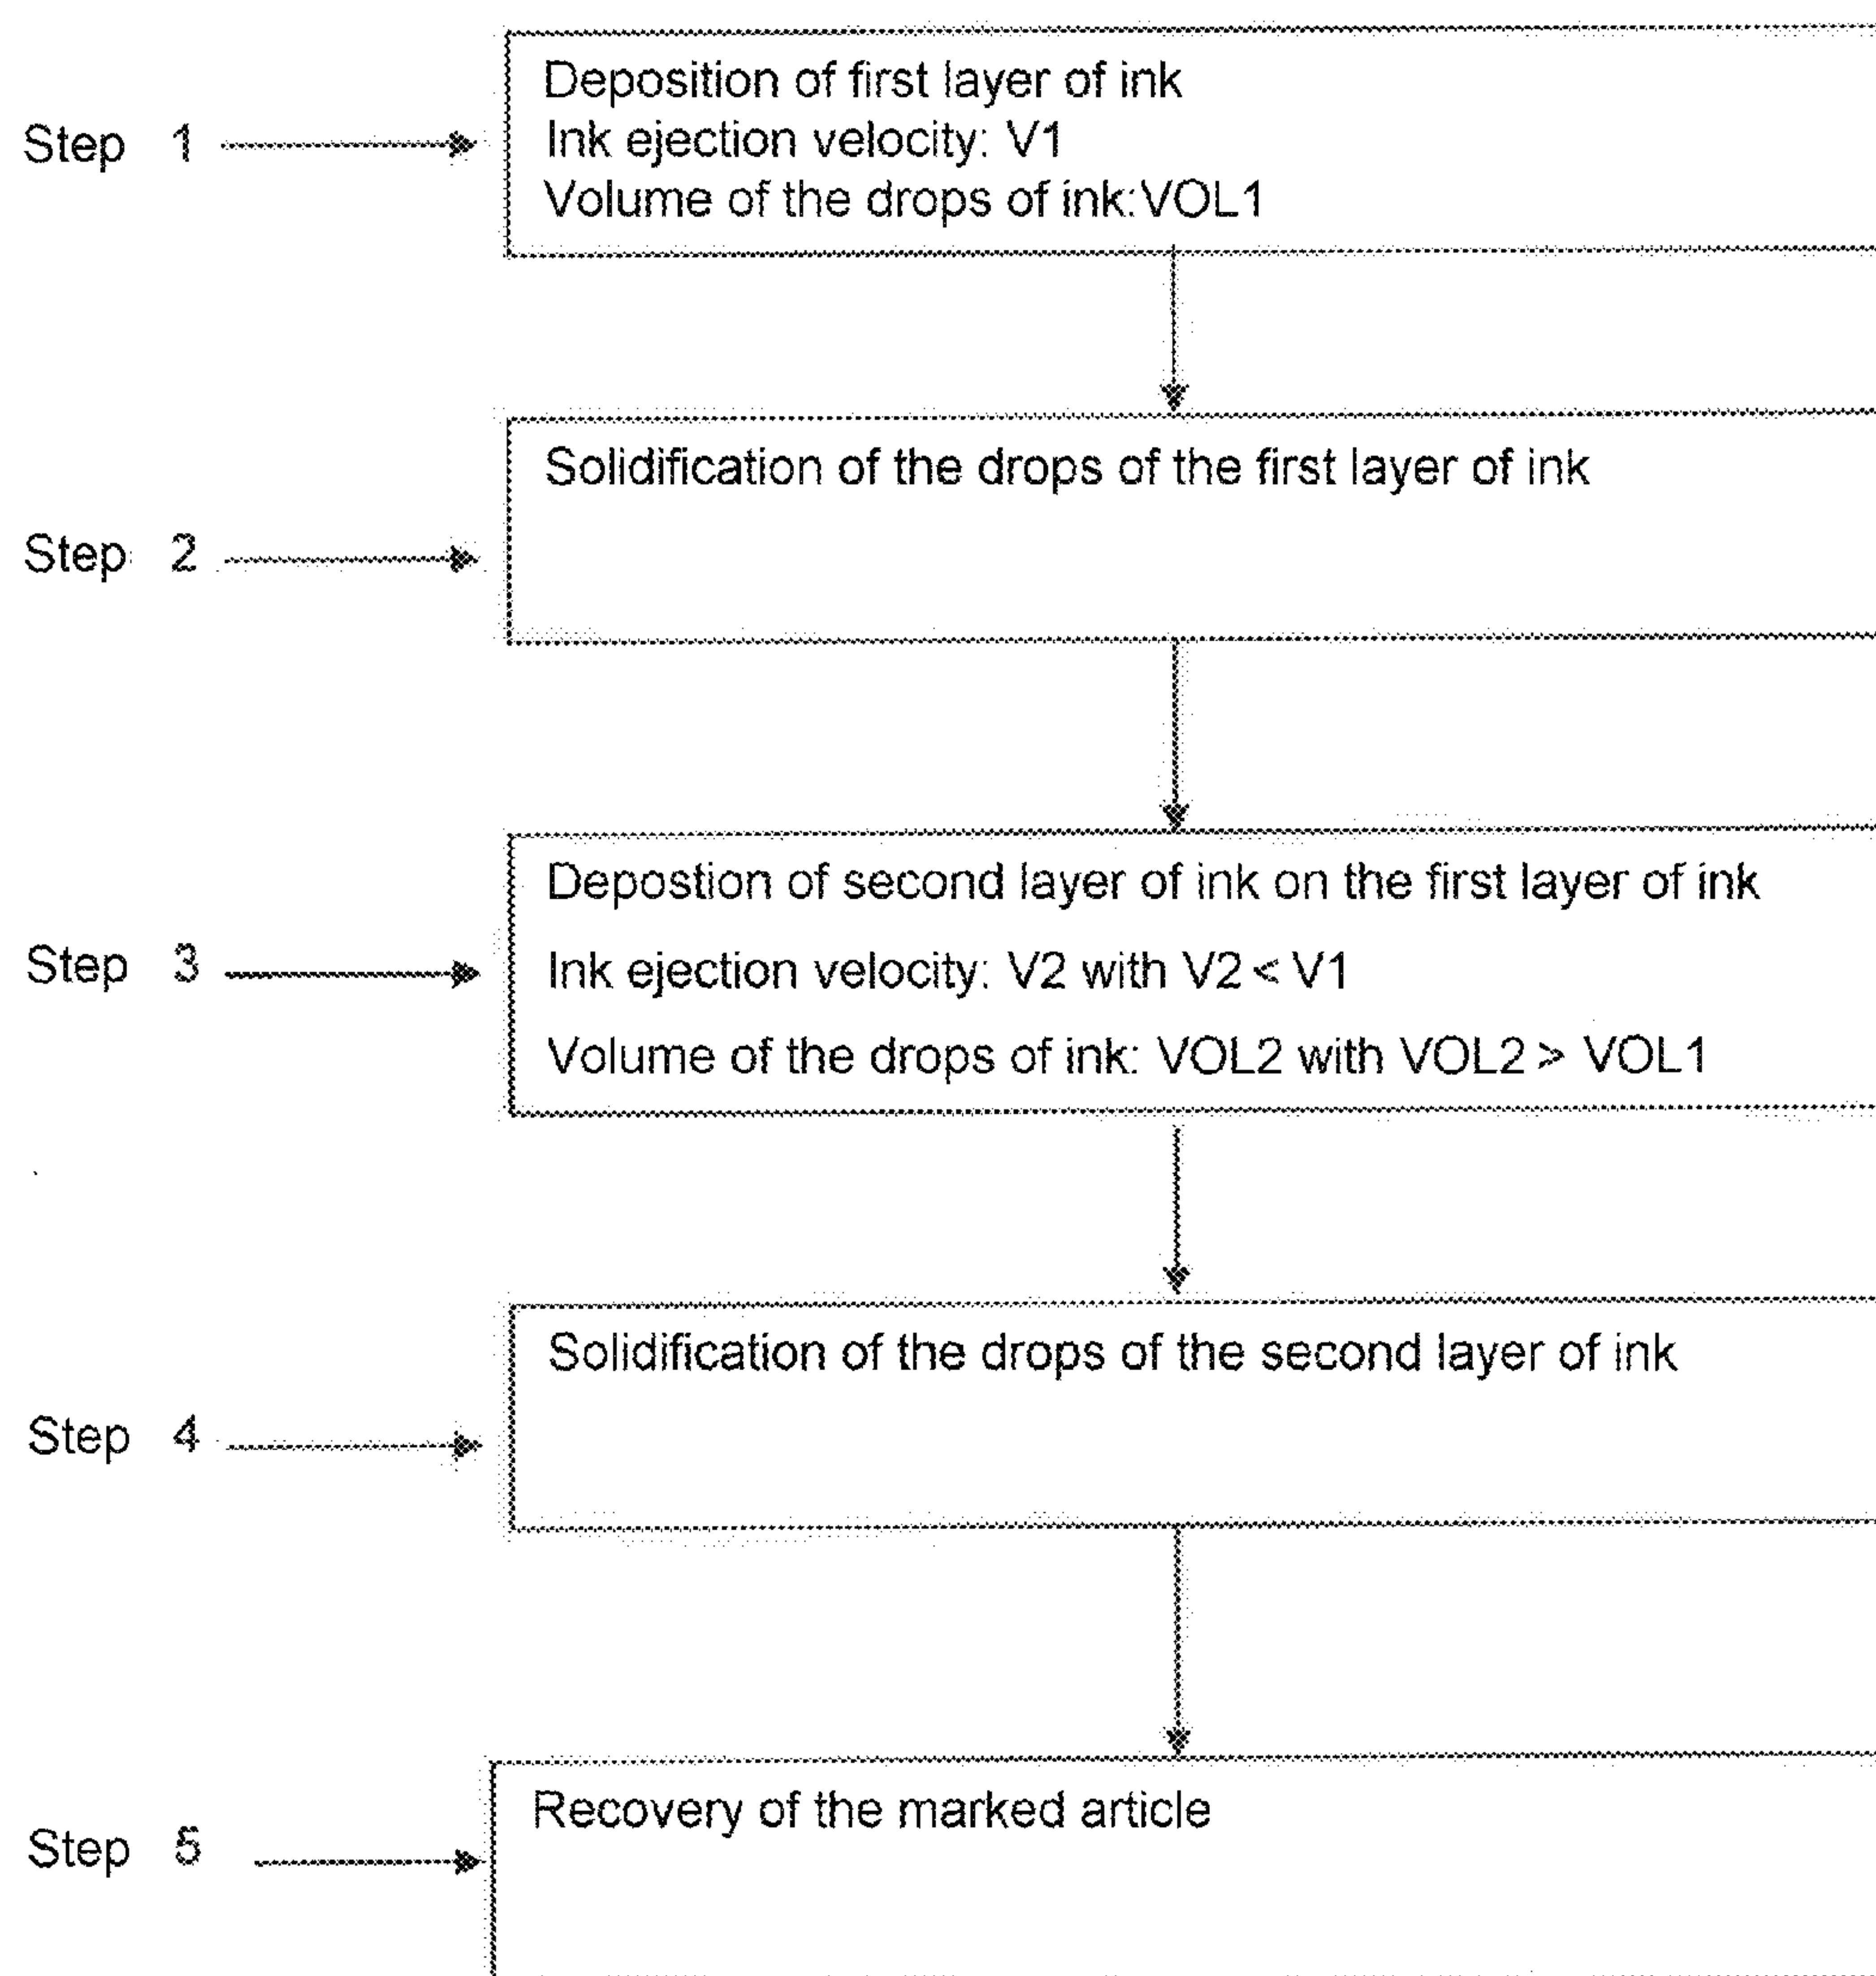 Step 1
Deposition of first layer of ink
Ink ejection velocity: V1
Volume of the drops of ink:VOL1
Step 2
Solidification of the drops of the first layer of ink
Step 3
Depostion of second layer of ink on the first layer of ink
Ink ejection velocity: V2 with V2 < V1
Volume of the drops of ink: VOL2 with VOL2 > VOL1
Step 4
Solidification of the drops of the second layer of ink
Step 5
Recovery of the marked article